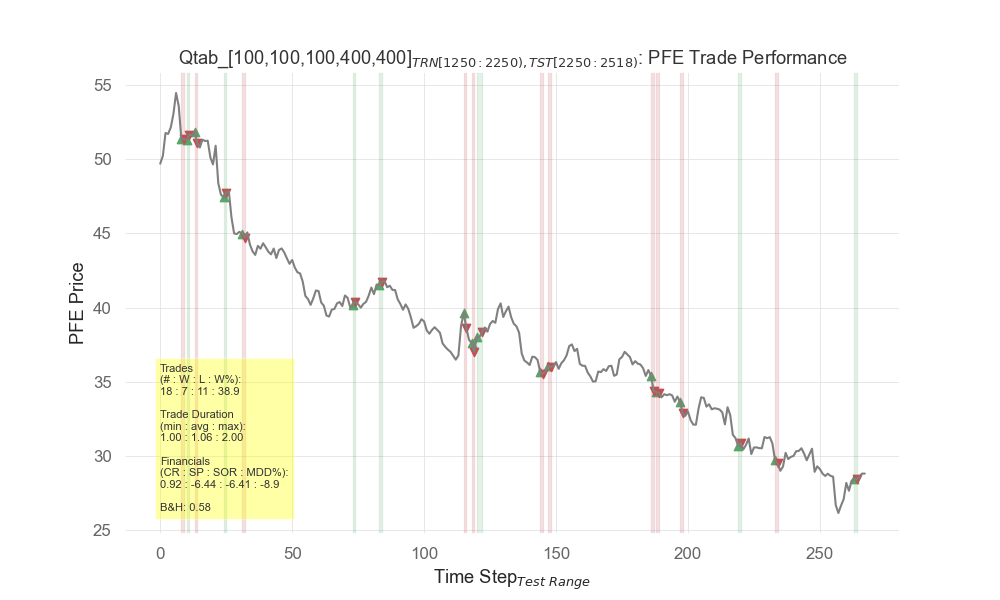 Qtab_[100,100,100,400,400]TRN[1250:2250),TST[2250:2518): PFE Trade Performance
55
50
45
40
35
30
25
PFE Price
Trades
(# : W : L : W%):
18 : 7 : 11 : 38.9
Trade Duration
(min : avg : max):
1.00 : 1.06 : 2.00
Financials
(CR : SP : SOR : MDD%):
0.92 : -6.44 : -6.41 : -8.9
B&H: 0.58
0 50 100 150 200 250
Time StepTest Range